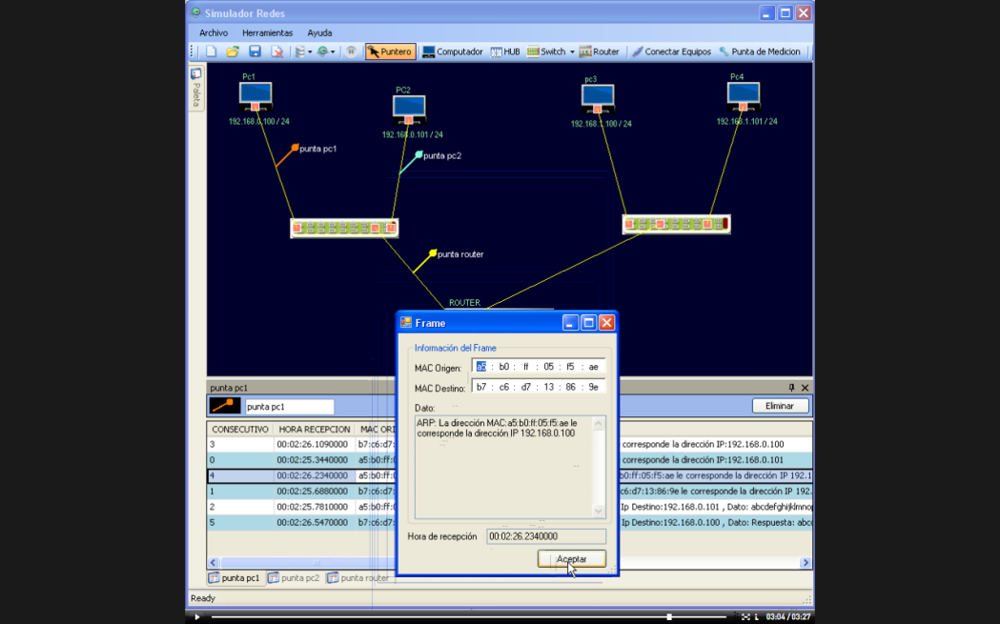 Simulador Redes
Archivo Herramientas Ayuda
Puntero Computador HUB Switch Router Conectar Equipos Punta de Medicion
Paleta
Pc1
192.168.0.100 / 24
PC2
192.168.0.101 / 24
pc3
192.168.1.100 / 24
Pc4
192.168.1.101 / 24
punta pc1
punta pc2
punta router
ROUTER
Frame
Información del Frame
MAC Origen: a5 : b0 : ff : 05 : f5 : ae
MAC Destino: b7 : c6 : d7 : 13 : 86 : 9e
Dato:
ARP: La dirección MAC:a5:b0:ff:05:f5:ae le
corresponde la dirección IP 192.168.0.100
Hora de recepción 00:02:26.2340000
Aceptar
punta pc1
punta pc1 Eliminar
CONSECUTIVO HORA RECEPCION MAC ORI
3 00:02:26.1090000 b7:c6:d7: corresponde la dirección IP:192.168.0.100
0 00:02:25.3440000 a5:b0:ff:0 corresponde la dirección IP:192.168.0.101
4 00:02:26.2340000 a5:b0:ff:0 b0:ff:05:f5:ae le corresponde la dirección IP 192.1
1 00:02:25.6880000 b7:c6:d7: c6:d7:13:86:9e le corresponde la dirección IP 192.
2 00:02:25.7810000 a5:b0:ff:0 Ip Destino:192.168.0.101 , Dato: abcdefghijklmno
5 00:02:26.5470000 b7:c6:d7: Ip Destino:192.168.0.100 , Dato: Respuesta: abc
punta pc1 punta pc2 punta router
Ready
03:04 / 03:27